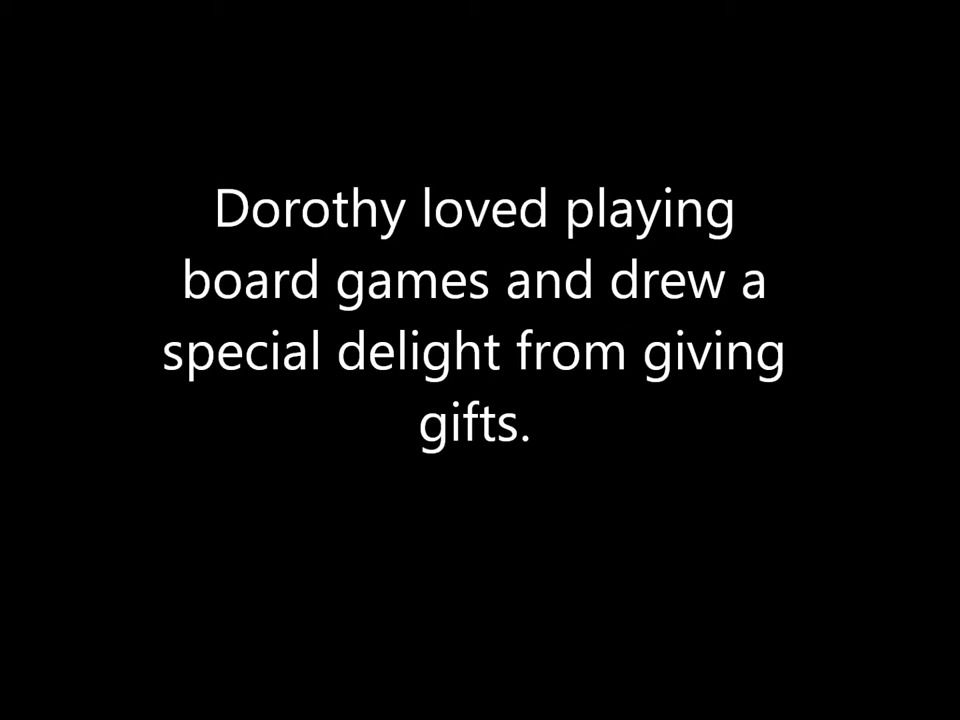 Dorothy loved playing
board games and drew a
special delight from giving
gifts.